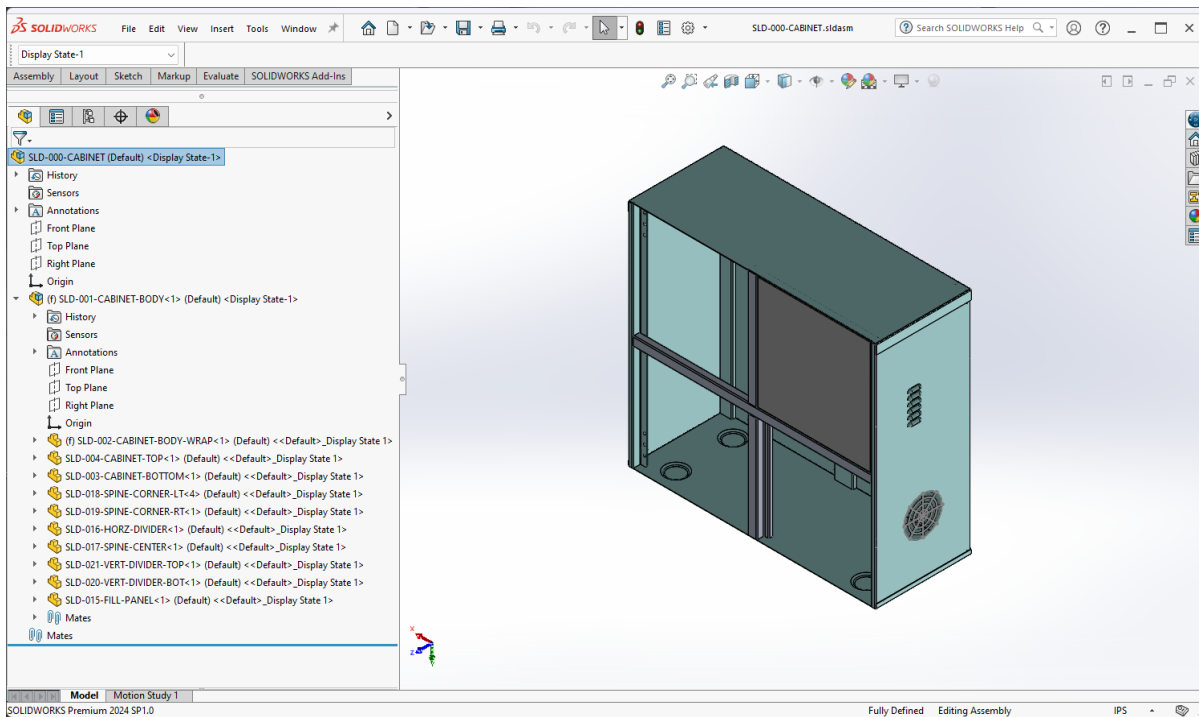 SOLIDWORKS File Edit View Insert Tools Window SLD-000-CABINET.sldasm Search SOLIDWORKS Help
Display State-1
Assembly Layout Sketch Markup Evaluate SOLIDWORKS Add-Ins
SLD-000-CABINET (Default) <Display State-1>
History
Sensors
Annotations
Front Plane
Top Plane
Right Plane
Origin
(f) SLD-001-CABINET-BODY<1> (Default) <Display State-1>
History
Sensors
Annotations
Front Plane
Top Plane
Right Plane
Origin
(f) SLD-002-CABINET-BODY-WRAP<1> (Default) <<Default>_Display State 1>
SLD-004-CABINET-TOP<1> (Default) <<Default>_Display State 1>
SLD-003-CABINET-BOTTOM<1> (Default) <<Default>_Display State 1>
SLD-018-SPINE-CORNER-LT<4> (Default) <<Default>_Display State 1>
SLD-019-SPINE-CORNER-RT<1> (Default) <<Default>_Display State 1>
SLD-016-HORZ-DIVIDER<1> (Default) <<Default>_Display State 1>
SLD-017-SPINE-CENTER<1> (Default) <<Default>_Display State 1>
SLD-021-VERT-DIVIDER-TOP<1> (Default) <<Default>_Display State 1>
SLD-020-VERT-DIVIDER-BOT<1> (Default) <<Default>_Display State 1>
SLD-015-FILL-PANEL<1> (Default) <<Default>_Display State 1>
Mates
Mates
X
Z
Y
Model Motion Study 1
SOLIDWORKS Premium 2024 SP1.0 Fully Defined Editing Assembly IPS